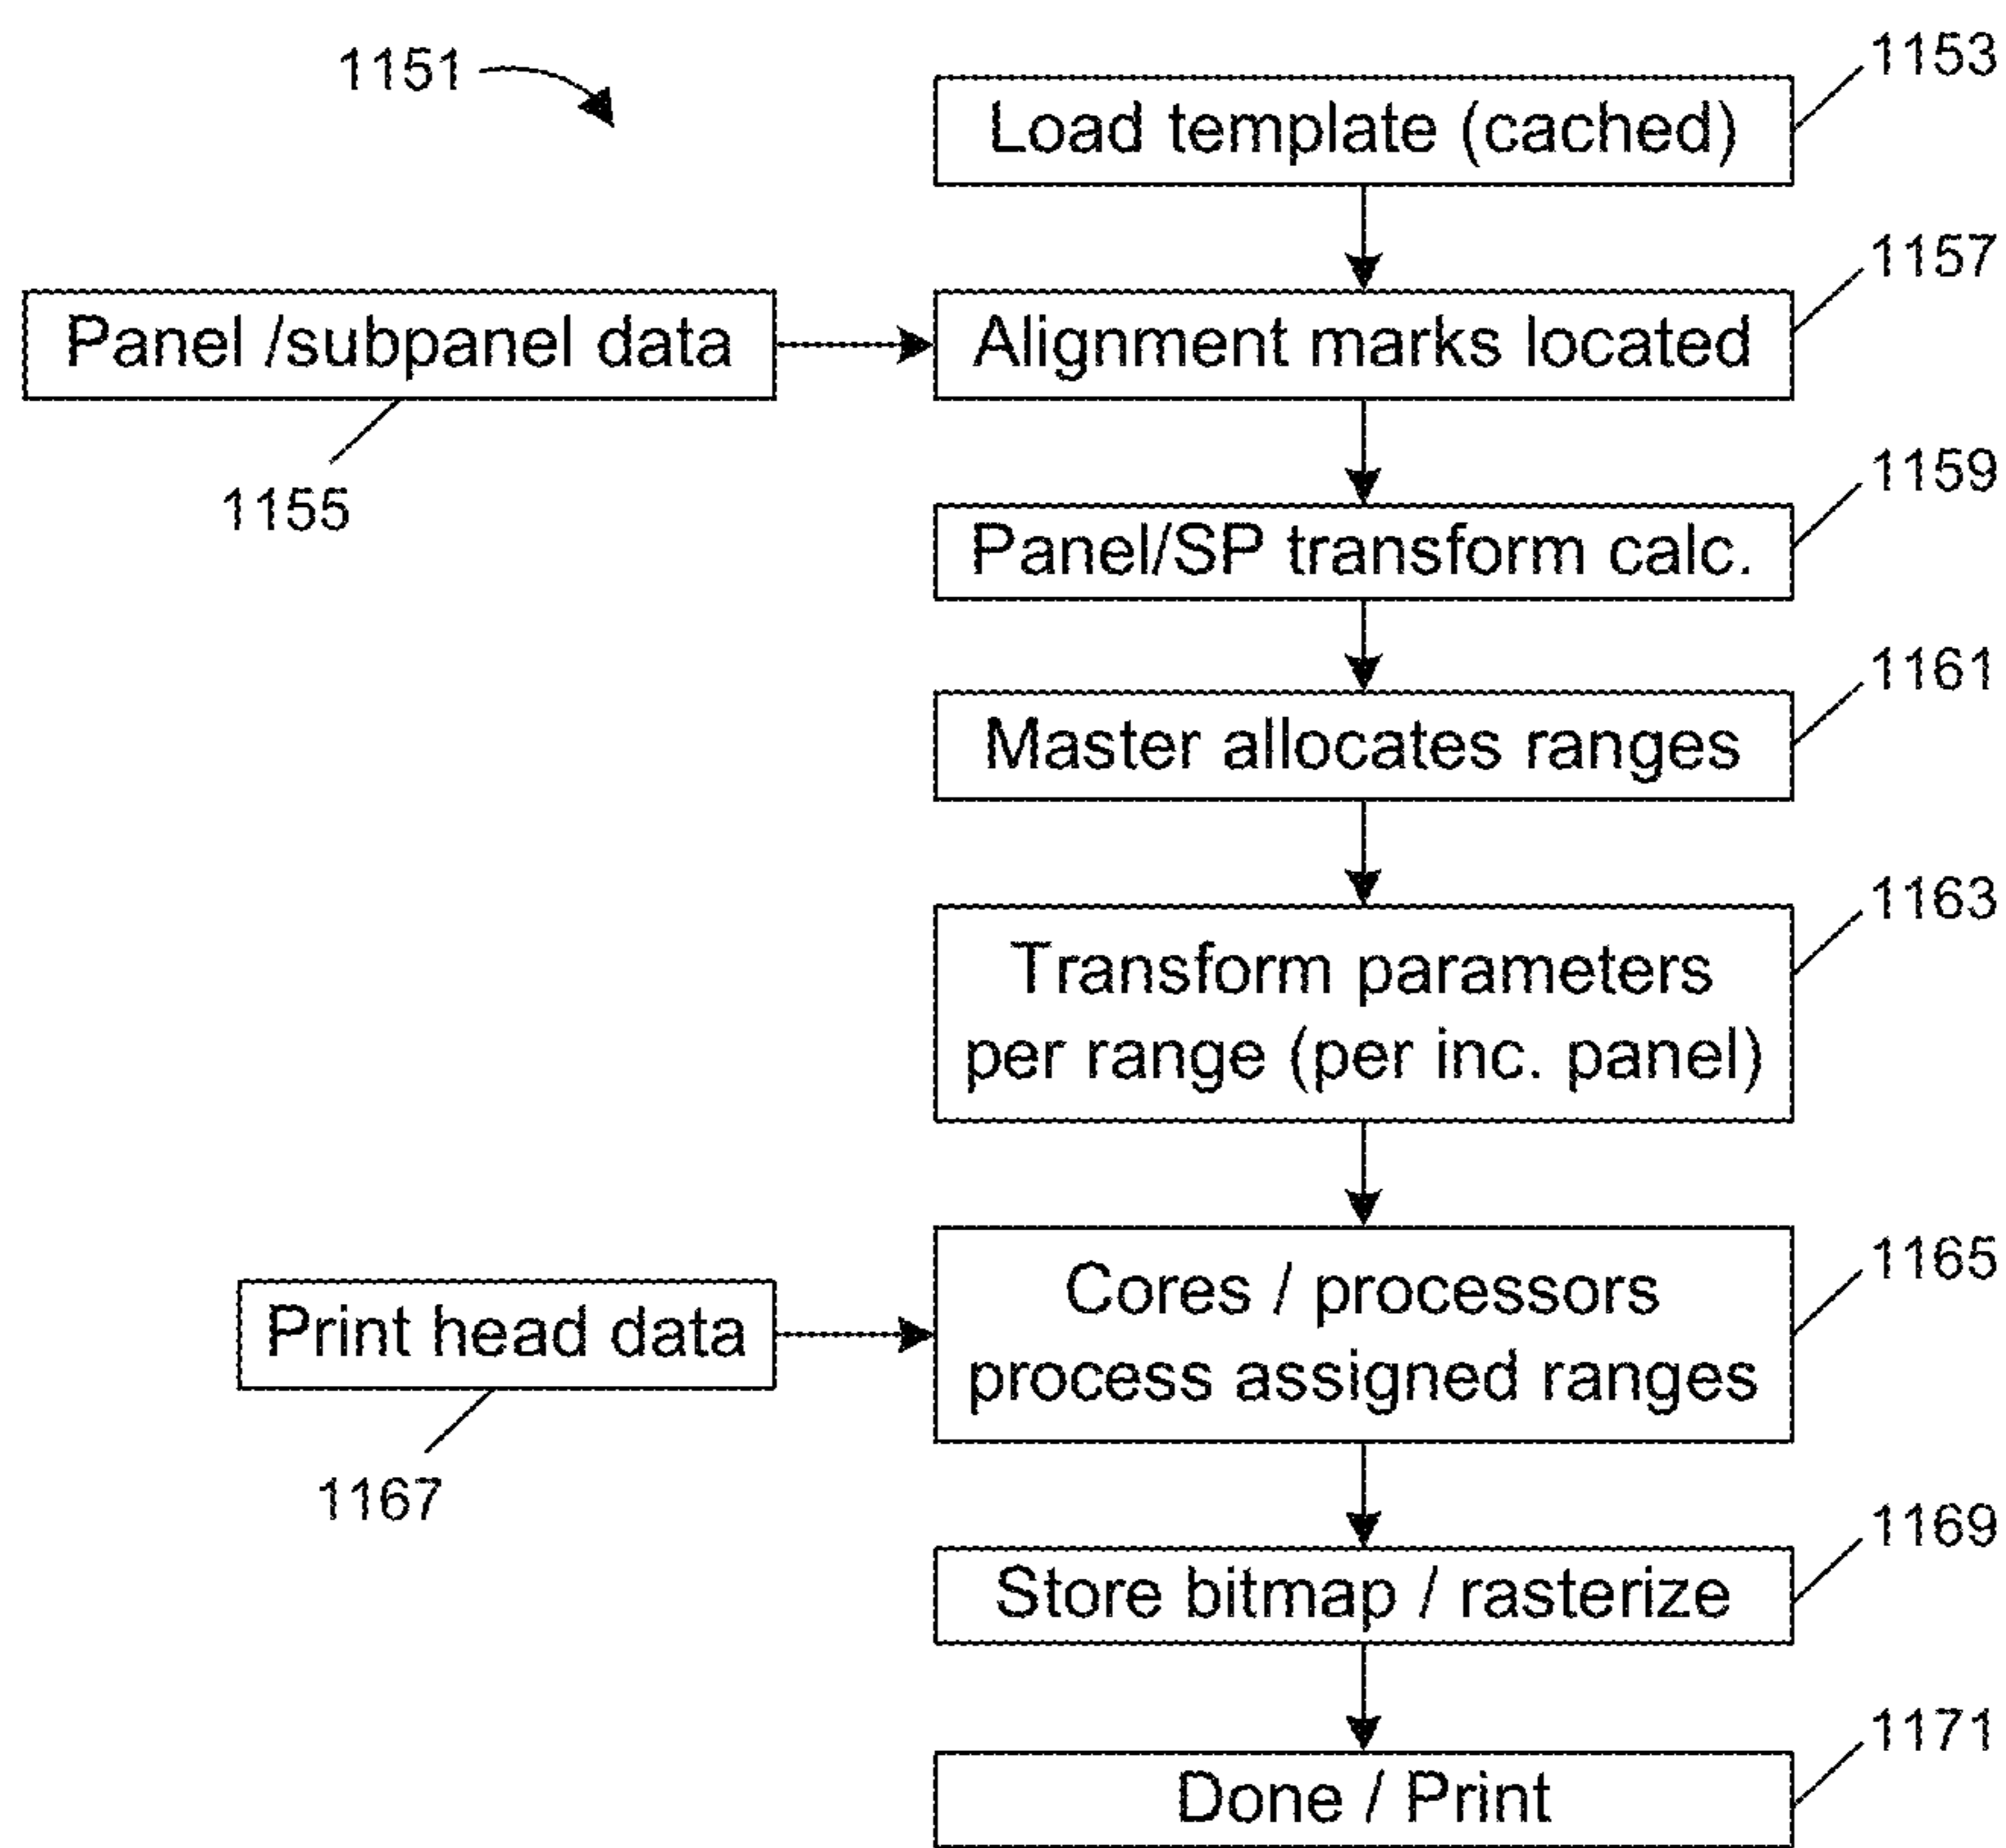 1151
1153
Load template (cached)
1157
Panel /subpanel data
Alignment marks located
1155
1159
Panel/SP transform calc.
1161
Master allocates ranges
1163
Transform parameters
per range (per inc. panel)
1165
Cores / processors
process assigned ranges
Print head data
1167
1169
Store bitmap / rasterize
1171
Done / Print